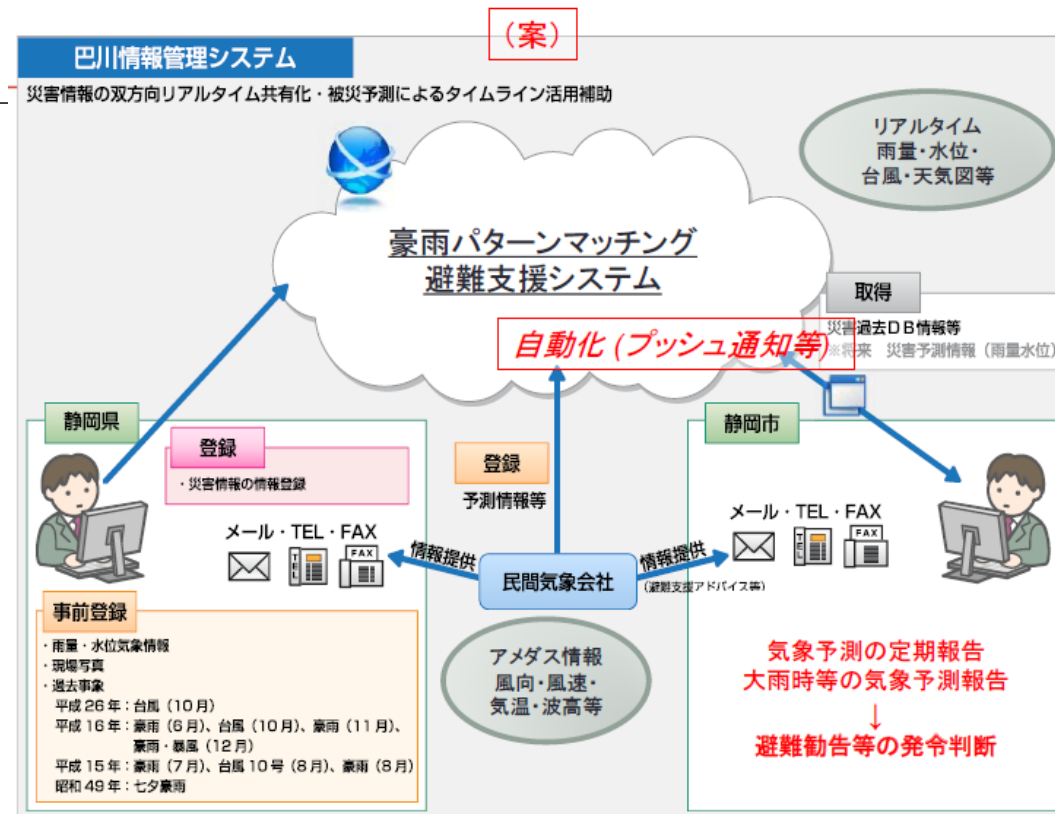 （案）
巴川情報管理システム
災害情報の双方向リアルタイム共有化・被災予測によるタイムライン活用補助
リアルタイム
雨量・水位・
台風・天気図等
豪雨パターンマッチング
避難支援システム
自動化 (プッシュ通知等)
取得
災害過去DB情報等
※将来　災害予測情報（雨量水位）
静岡県
登録
・災害情報の情報登録
メール・TEL・FAX
TEL
FAX
事前登録
・雨量・水位気象情報
・現場写真
・過去事象
平成26年：台風（10月）
平成16年：豪雨（6月）、台風（10月）、豪雨（11月）、
豪雨・暴風（12月）
平成15年：豪雨（7月）、台風10号（8月）、豪雨（8月）
昭和49年：七夕豪雨
登録
予測情報等
情報提供
民間気象会社
情報提供
（避難支援アドバイス等）
アメダス情報
風向・風速・
気温・波高等
静岡市
メール・TEL・FAX
TEL
FAX
気象予測の定期報告
大雨時等の気象予測報告
↓
避難勧告等の発令判断